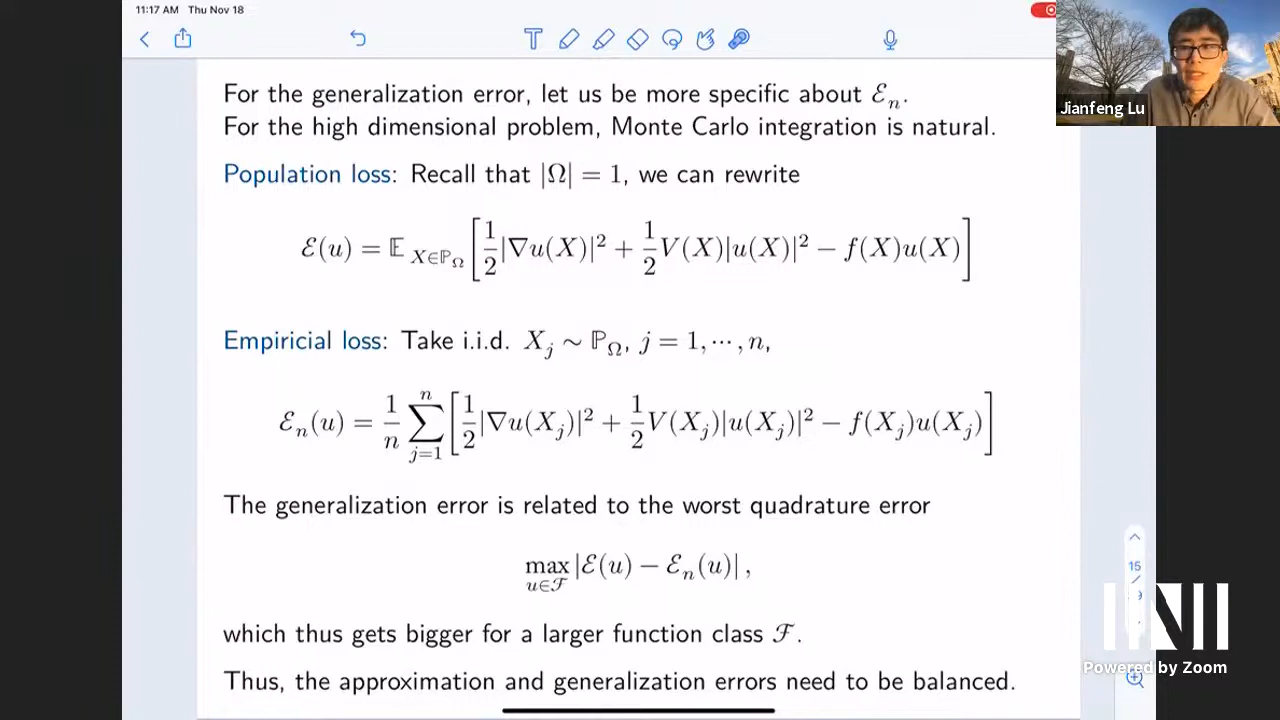 11:17 AM Thu Nov 18
For the generalization error, let us be more specific about ℰₙ.
For the high dimensional problem, Monte Carlo integration is natural.
Population loss: Recall that |Ω| = 1, we can rewrite
ℰ(u) = 𝔼 X∈ℙ_Ω [ 1/2 |∇u(X)|² + 1/2 V(X)|u(X)|² − f(X)u(X) ]
Empiricial loss: Take i.i.d. X_j ∼ ℙ_Ω, j = 1, ⋯ , n,
ℰₙ(u) = 1/n ∑_{j=1}^{n} [ 1/2 |∇u(X_j)|² + 1/2 V(X_j)|u(X_j)|² − f(X_j)u(X_j) ]
The generalization error is related to the worst quadrature error
max_{u∈ℱ} |ℰ(u) − ℰₙ(u)| ,
which thus gets bigger for a larger function class ℱ.
Thus, the approximation and generalization errors need to be balanced.
Jianfeng Lu
15
/
Powered by Zoom